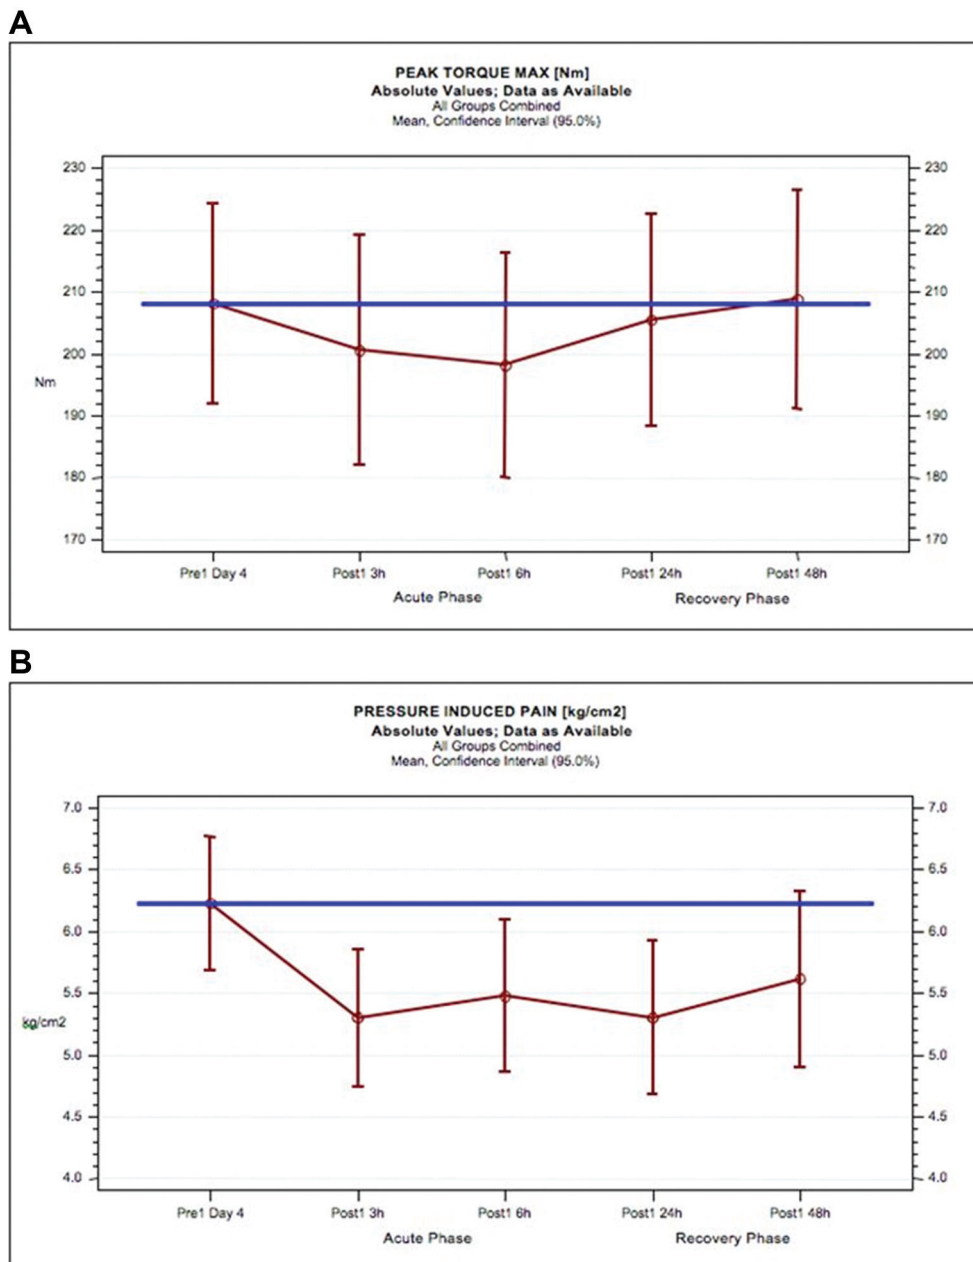 A
PEAK TORQUE MAX [Nm]
Absolute Values; Data as Available
All Groups Combined
Mean, Confidence Interval (95.0%)
230 230
220 220
210 210
200 200
Nm
190 190
180 180
170 170
Pre1 Day 4 Post1 3h Post1 6h Post1 24h Post1 48h
Acute Phase Recovery Phase
B
PRESSURE INDUCED PAIN [kg/cm2]
Absolute Values; Data as Available
All Groups Combined
Mean, Confidence Interval (95.0%)
7.0 7.0
6.5 6.5
6.0 6.0
5.5 5.5
kg/cm2
5.0 5.0
4.5 4.5
4.0 4.0
Pre1 Day 4 Post1 3h Post1 6h Post1 24h Post1 48h
Acute Phase Recovery Phase